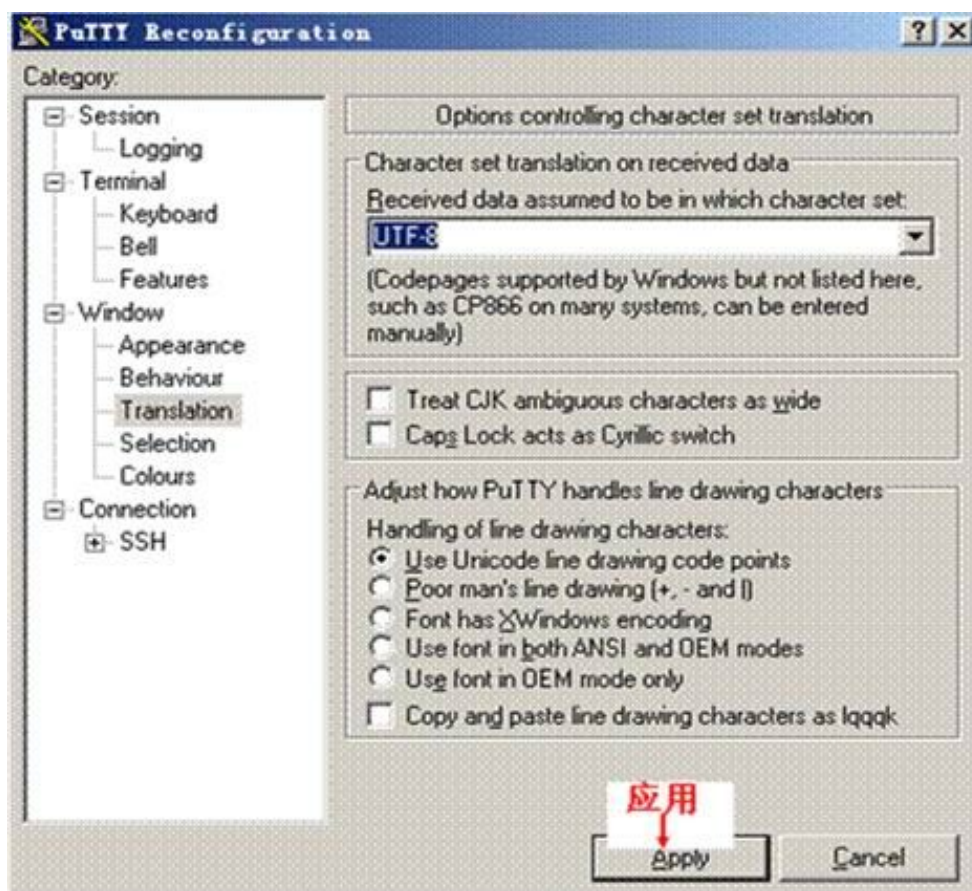 PuTTY Reconfiguration
Category:
Session
Logging
Terminal
Keyboard
Bell
Features
Window
Appearance
Behaviour
Translation
Selection
Colours
Connection
SSH
Options controlling character set translation
Character set translation on received data
Received data assumed to be in which character set:
UTF-8
(Codepages supported by Windows but not listed here,
such as CP866 on many systems, can be entered
manually)
Treat CJK ambiguous characters as wide
Caps Lock acts as Cyrillic switch
Adjust how PuTTY handles line drawing characters
Handling of line drawing characters:
Use Unicode line drawing code points
Poor man's line drawing (+, - and |)
Font has XWindows encoding
Use font in both ANSI and OEM modes
Use font in OEM mode only
Copy and paste line drawing characters as lqqqk
应用
Apply
Cancel